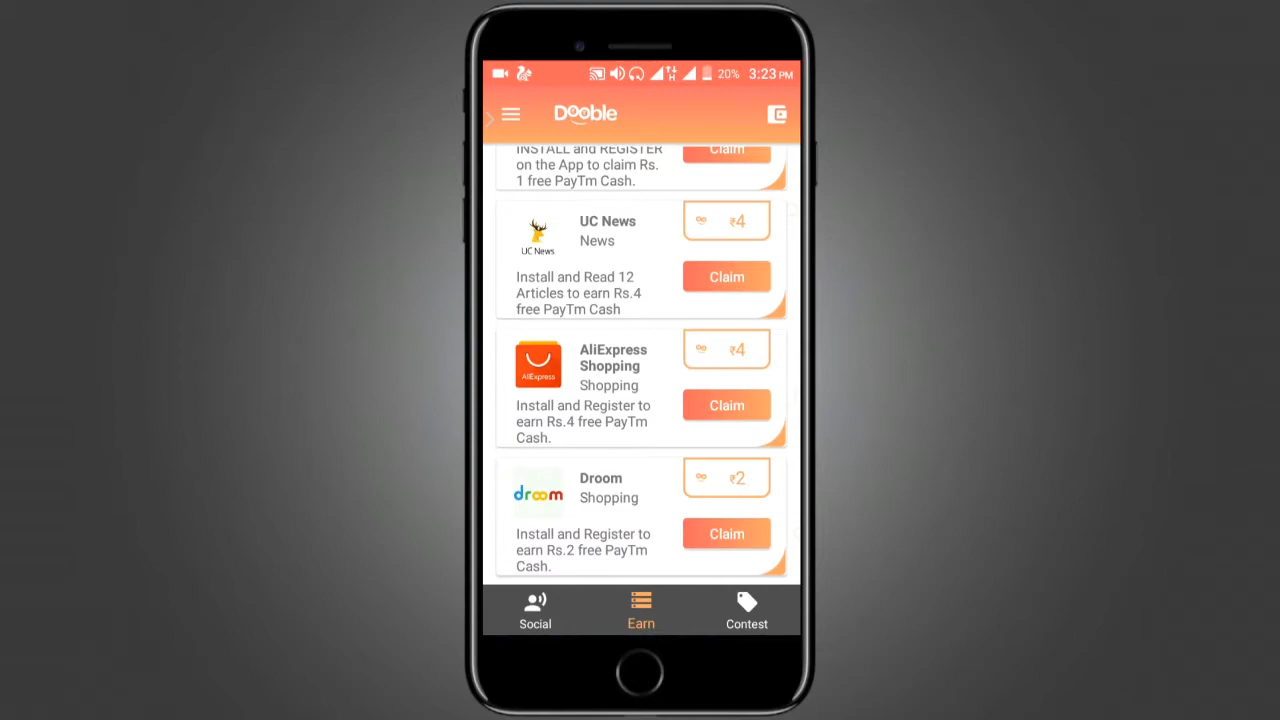 20% 3:23 PM
Dooble
INSTALL and REGISTER
on the App to claim Rs.
1 free PayTm Cash.
Claim
UC News
UC News
News
₹4
Install and Read 12
Articles to earn Rs.4
free PayTm Cash
Claim
AliExpress
AliExpress
Shopping
Shopping
₹4
Install and Register to
earn Rs.4 free PayTm
Cash.
Claim
droom
Droom
Shopping
₹2
Install and Register to
earn Rs.2 free PayTm
Cash.
Claim
Social
Earn
Contest